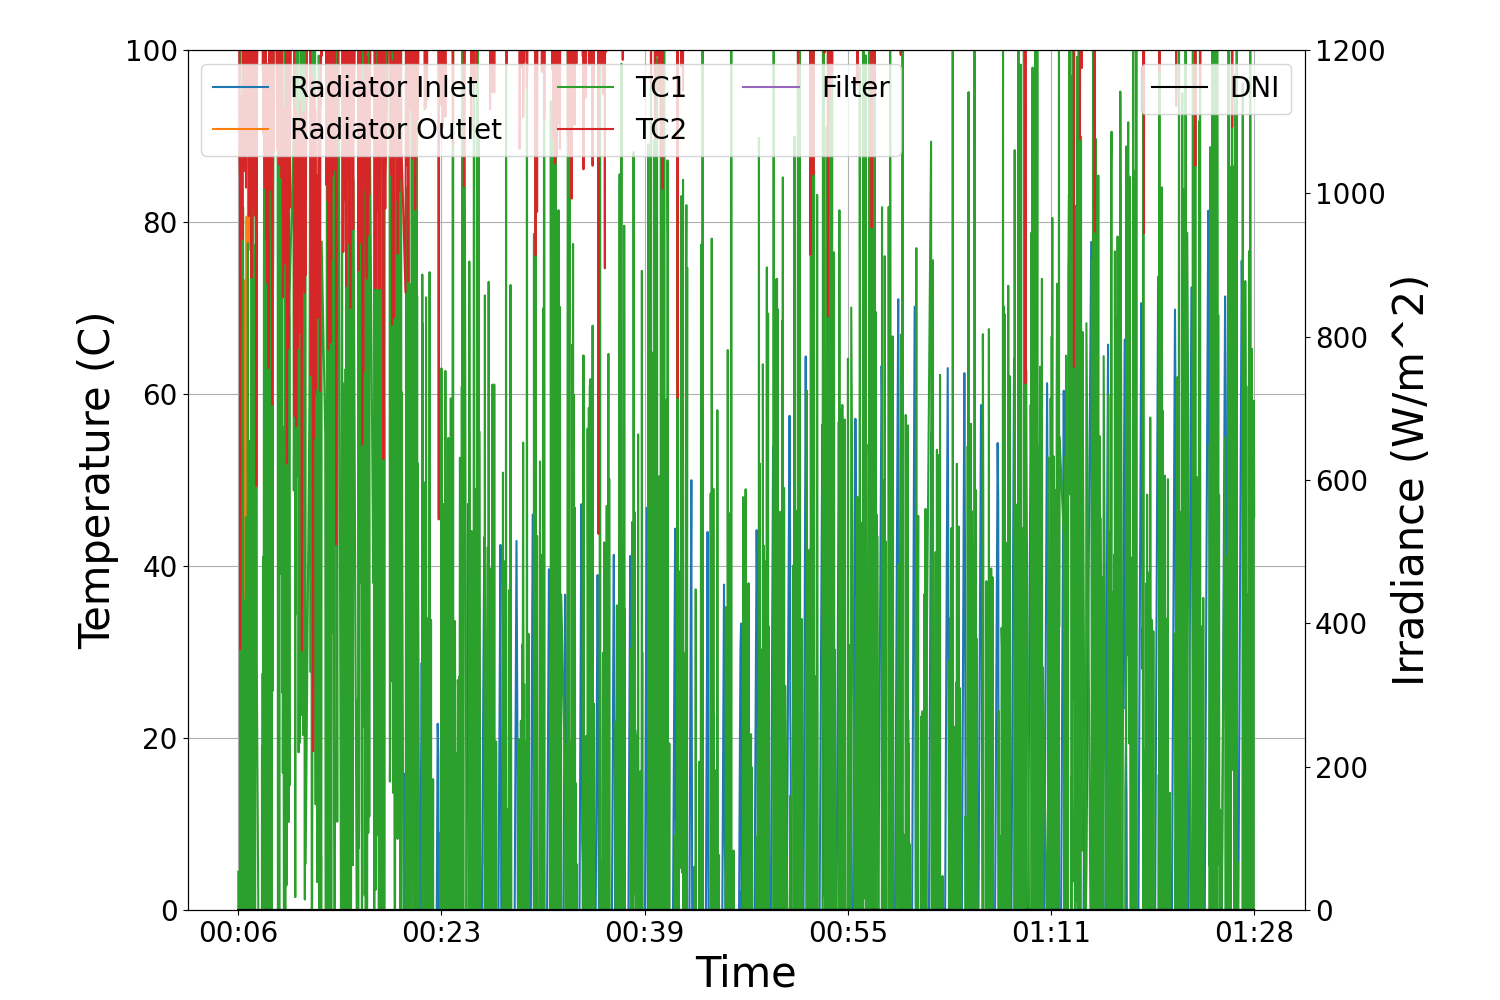 100
80
60
40
20
0
Temperature (C)
Radiator Inlet
Radiator Outlet
TC1
TC2
Filter
DNI
1200
1000
800
600
400
200
0
Irradiance (W/m^2)
00:06 00:23 00:39 00:55 01:11 01:28
Time